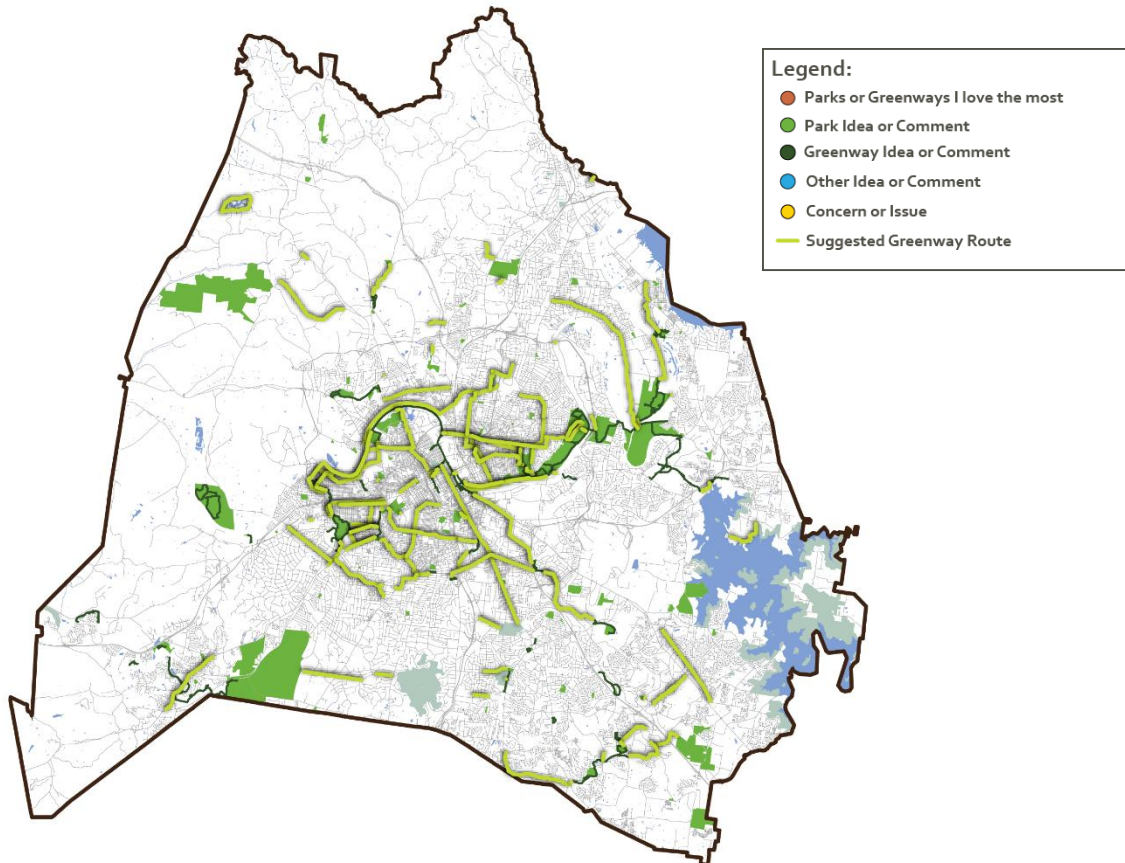 Legend:
Parks or Greenways I love the most
Park Idea or Comment
Greenway Idea or Comment
Other Idea or Comment
Concern or Issue
Suggested Greenway Route